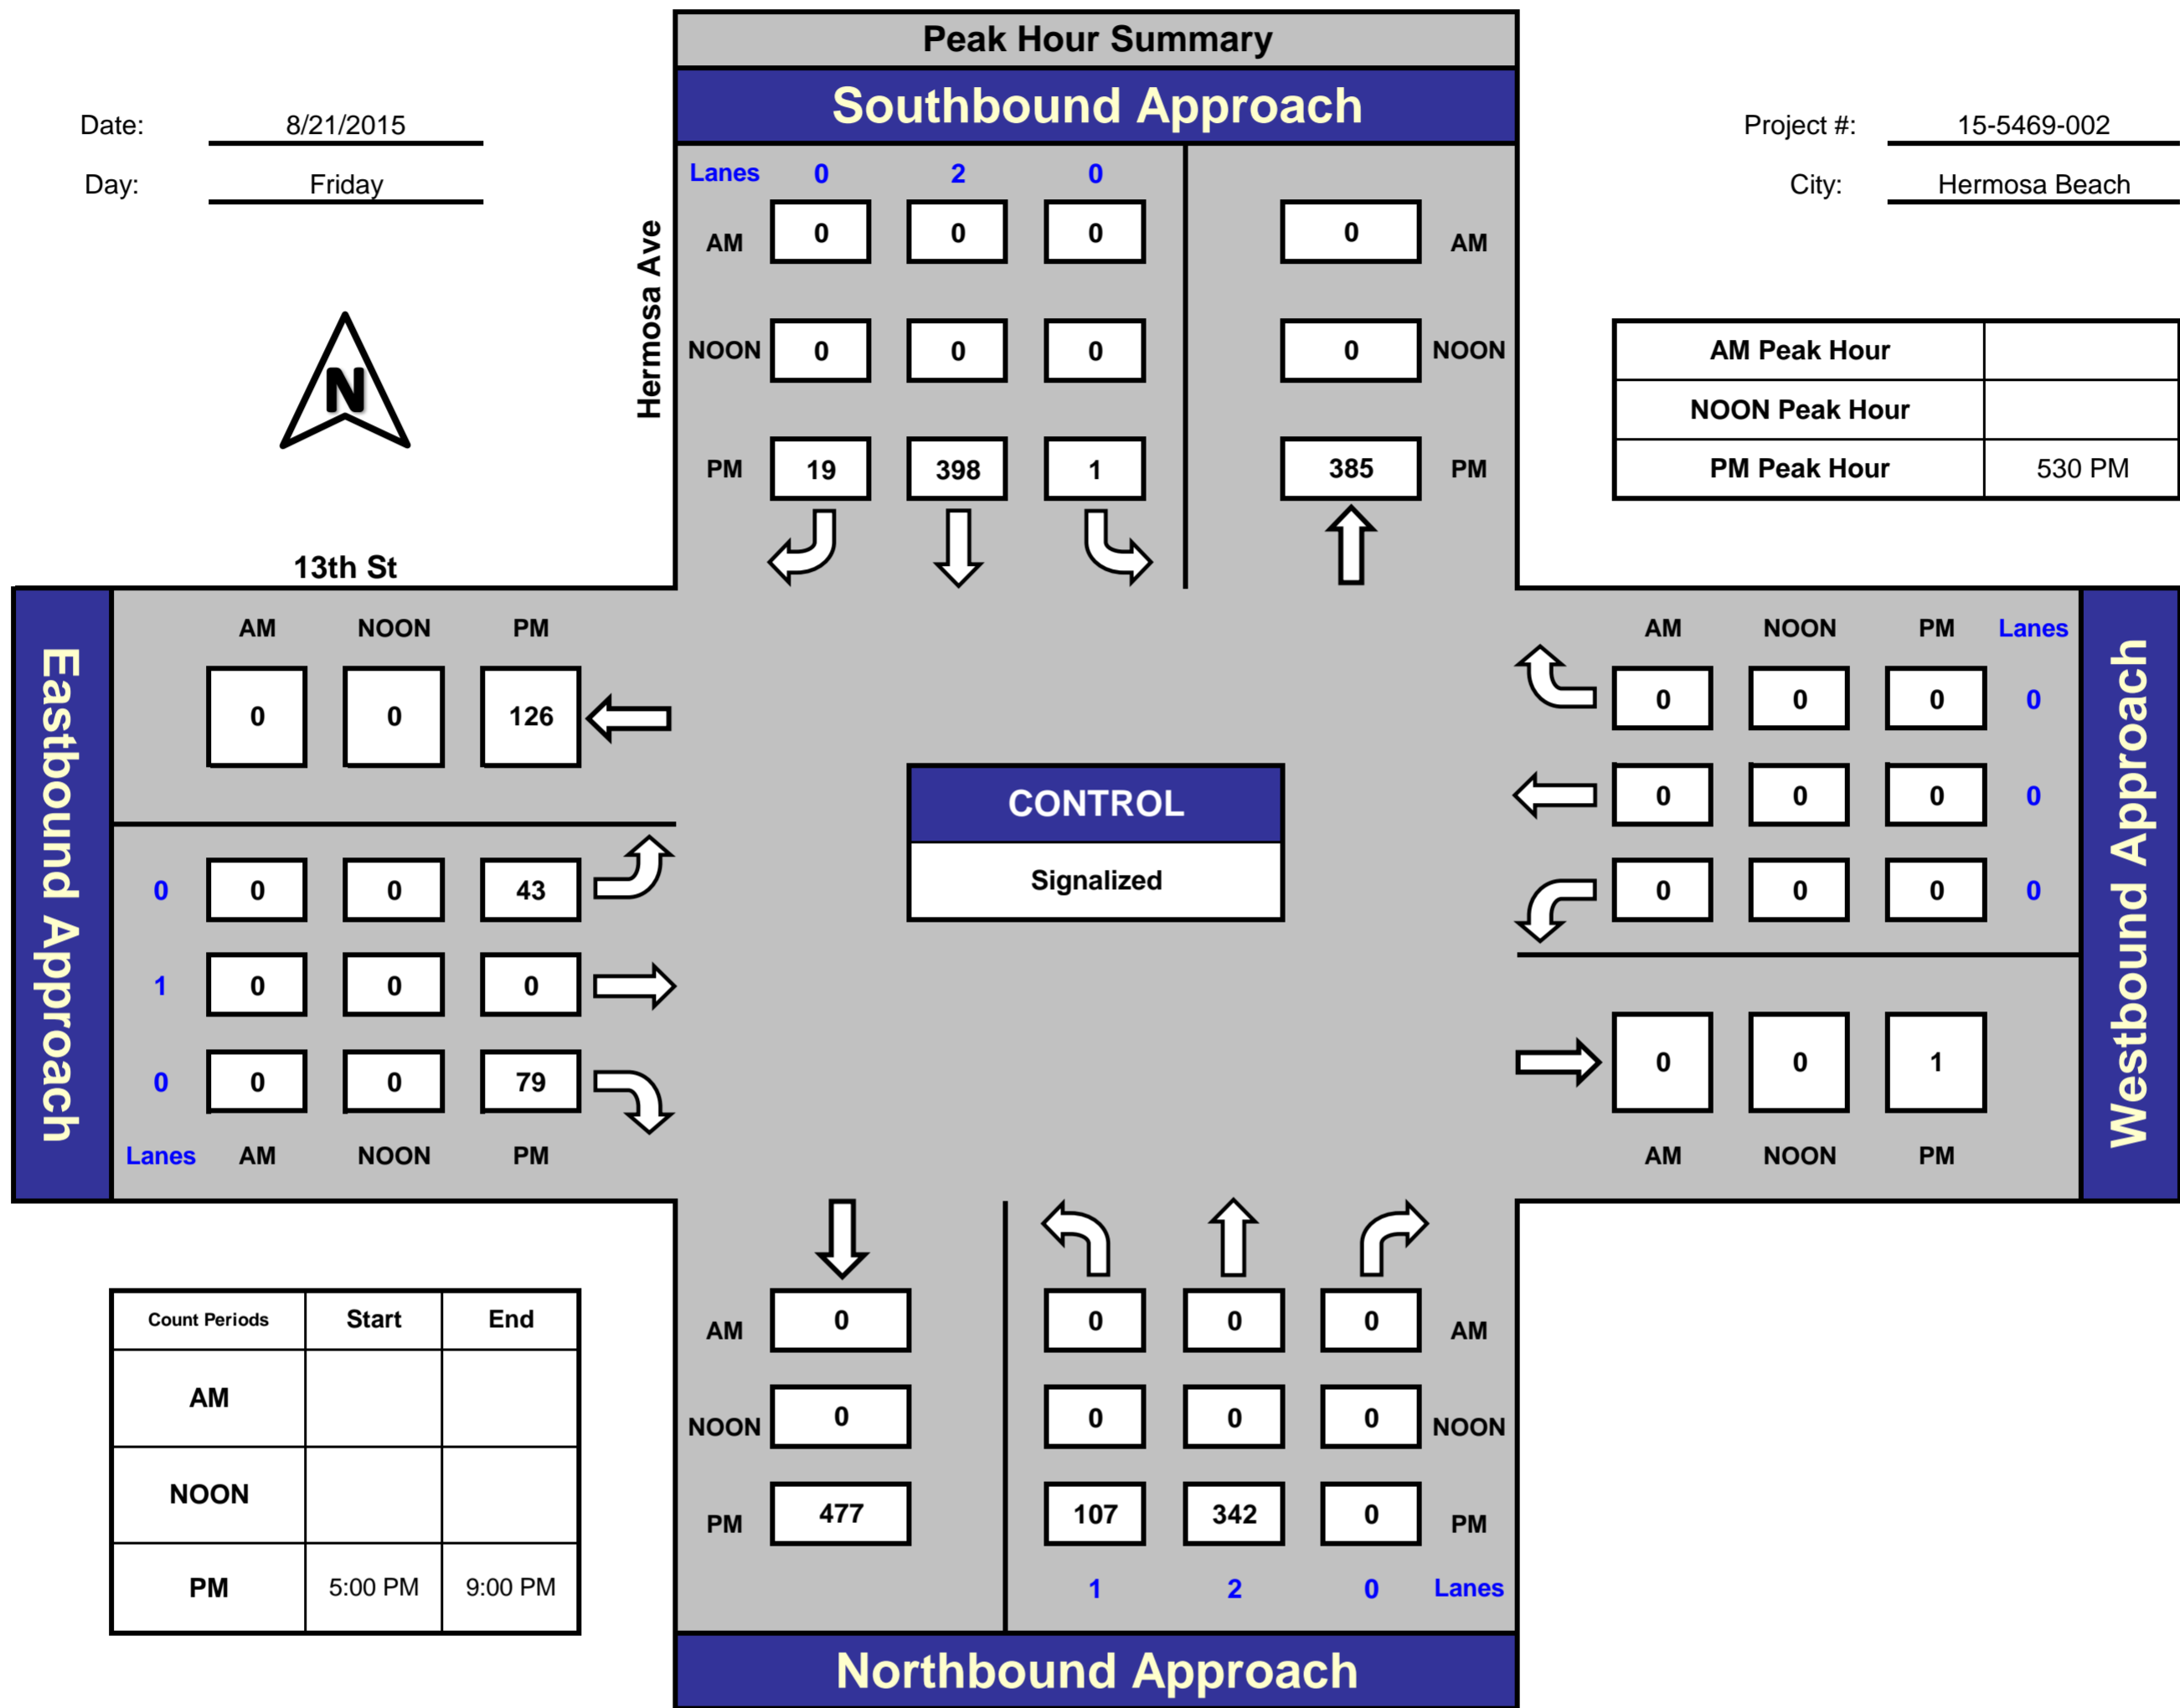 Peak Hour Summary
Southbound Approach
Date: 8/21/2015
Day: Friday
Project #: 15-5469-002
City: Hermosa Beach
N
Hermosa Ave
13th St
Lanes 0 2 0
AM 0 0 0 0 AM
NOON 0 0 0 0 NOON
PM 19 398 1 385 PM
AM Peak Hour
NOON Peak Hour
PM Peak Hour 530 PM
Eastbound Approach
AM NOON PM
0 0 126
0 0 0 43
1 0 0 0
0 0 0 79
Lanes AM NOON PM
CONTROL
Signalized
AM NOON PM Lanes
0 0 0 0
0 0 0 0
0 0 0 0
0 0 1
AM NOON PM
Westbound Approach
Count Periods Start End
AM
NOON
PM 5:00 PM 9:00 PM
AM 0 0 0 0 AM
NOON 0 0 0 0 NOON
PM 477 107 342 0 PM
1 2 0 Lanes
Northbound Approach